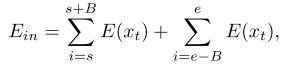 $E_{in} = \sum_{i=s}^{s+B} E(x_t) + \sum_{i=e-B}^{e} E(x_t),$